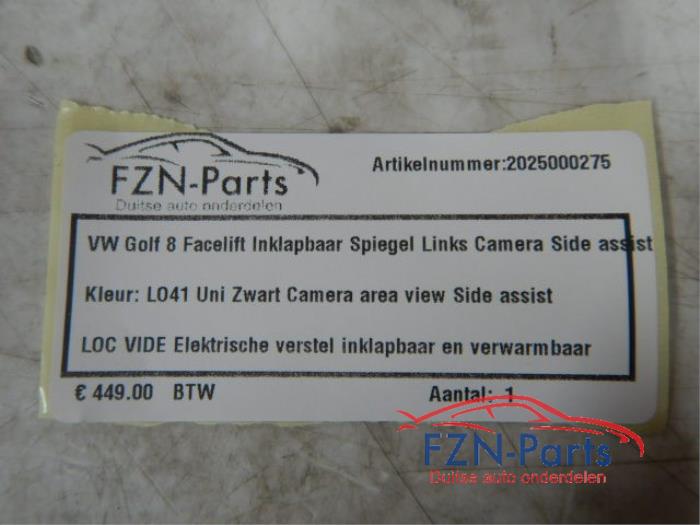 FZN-Parts
Duitse auto onderdelen
Artikelnummer:2025000275
VW Golf 8 Facelift Inklapbaar Spiegel Links Camera Side assist
Kleur: LO41 Uni Zwart Camera area view Side assist
LOC VIDE Elektrische verstel inklapbaar en verwarmbaar
€ 449.00 BTW
Aantal: 1
FZN-Parts
Duitse auto onderdelen